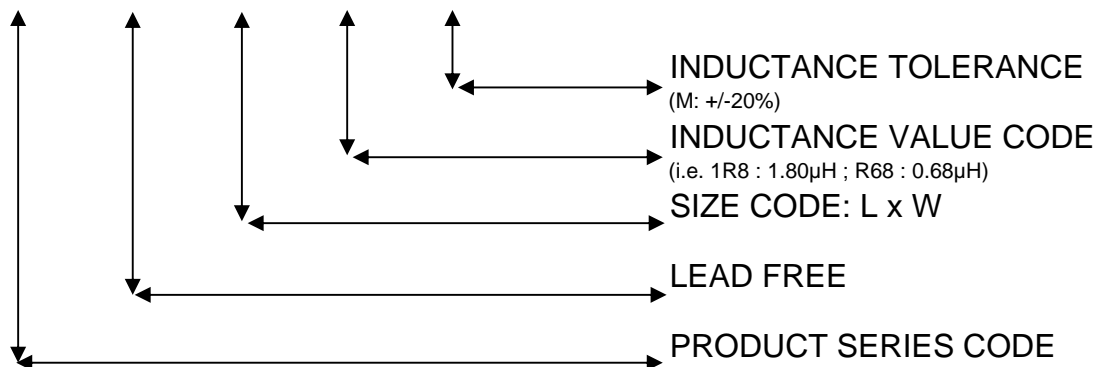 INDUCTANCE TOLERANCE
(M: +/-20%)
INDUCTANCE VALUE CODE
(i.e. 1R8 : 1.80µH ; R68 : 0.68µH)
SIZE CODE: L x W
LEAD FREE
PRODUCT SERIES CODE